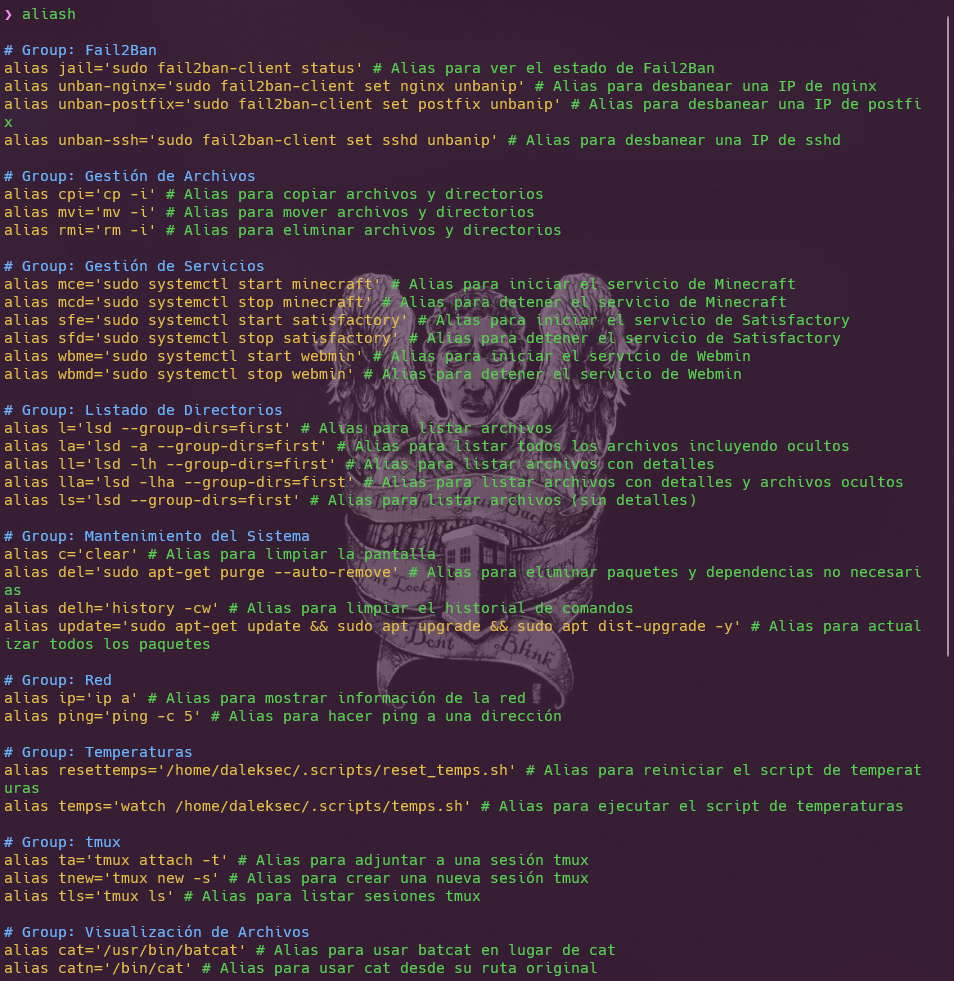 ❯ aliash
# Group: Fail2Ban
alias jail='sudo fail2ban-client status' # Alias para ver el estado de Fail2Ban
alias unban-nginx='sudo fail2ban-client set nginx unbanip' # Alias para desbanear una IP de nginx
alias unban-postfix='sudo fail2ban-client set postfix unbanip' # Alias para desbanear una IP de postfi
x
alias unban-ssh='sudo fail2ban-client set sshd unbanip' # Alias para desbanear una IP de sshd
# Group: Gestión de Archivos
alias cpi='cp -i' # Alias para copiar archivos y directorios
alias mvi='mv -i' # Alias para mover archivos y directorios
alias rmi='rm -i' # Alias para eliminar archivos y directorios
# Group: Gestión de Servicios
alias mce='sudo systemctl start minecraft' # Alias para iniciar el servicio de Minecraft
alias mcd='sudo systemctl stop minecraft' # Alias para detener el servicio de Minecraft
alias sfe='sudo systemctl start satisfactory' # Alias para iniciar el servicio de Satisfactory
alias sfd='sudo systemctl stop satisfactory' # Alias para detener el servicio de Satisfactory
alias wbme='sudo systemctl start webmin' # Alias para iniciar el servicio de Webmin
alias wbmd='sudo systemctl stop webmin' # Alias para detener el servicio de Webmin
# Group: Listado de Directorios
alias l='lsd --group-dirs=first' # Alias para listar archivos
alias la='lsd -a --group-dirs=first' # Alias para listar todos los archivos incluyendo ocultos
alias ll='lsd -lh --group-dirs=first' # Alias para listar archivos con detalles
alias lla='lsd -lha --group-dirs=first' # Alias para listar archivos con detalles y archivos ocultos
alias ls='lsd --group-dirs=first' # Alias para listar archivos (sin detalles)
# Group: Mantenimiento del Sistema
alias c='clear' # Alias para limpiar la pantalla
alias del='sudo apt-get purge --auto-remove' # Alias para eliminar paquetes y dependencias no necesari
as
alias delh='history -cw' # Alias para limpiar el historial de comandos
alias update='sudo apt-get update && sudo apt upgrade && sudo apt dist-upgrade -y' # Alias para actual
izar todos los paquetes
Look
Dont
Blink
# Group: Red
alias ip='ip a' # Alias para mostrar información de la red
alias ping='ping -c 5' # Alias para hacer ping a una dirección
# Group: Temperaturas
alias resettemps='/home/daleksec/.scripts/reset_temps.sh' # Alias para reiniciar el script de temperat
uras
alias temps='watch /home/daleksec/.scripts/temps.sh' # Alias para ejecutar el script de temperaturas
# Group: tmux
alias ta='tmux attach -t' # Alias para adjuntar a una sesión tmux
alias tnew='tmux new -s' # Alias para crear una nueva sesión tmux
alias tls='tmux ls' # Alias para listar sesiones tmux
# Group: Visualización de Archivos
alias cat='/usr/bin/batcat' # Alias para usar batcat en lugar de cat
alias catn='/bin/cat' # Alias para usar cat desde su ruta original